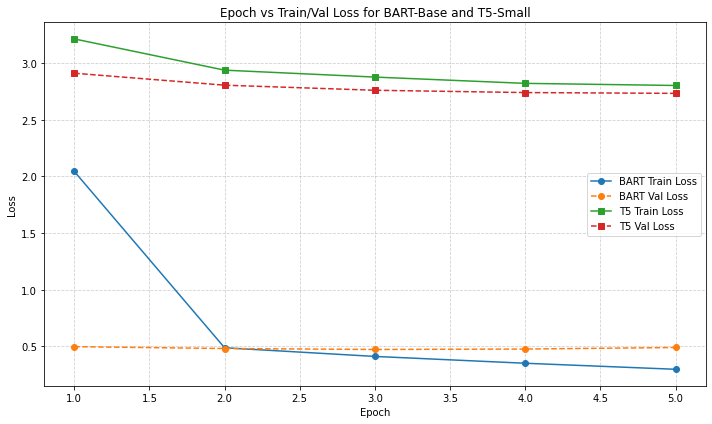 Epoch vs Train/Val Loss for BART-Base and T5-Small
3.0
2.5
2.0
1.5
1.0
0.5
Loss
BART Train Loss
BART Val Loss
T5 Train Loss
T5 Val Loss
1.0 1.5 2.0 2.5 3.0 3.5 4.0 4.5 5.0
Epoch